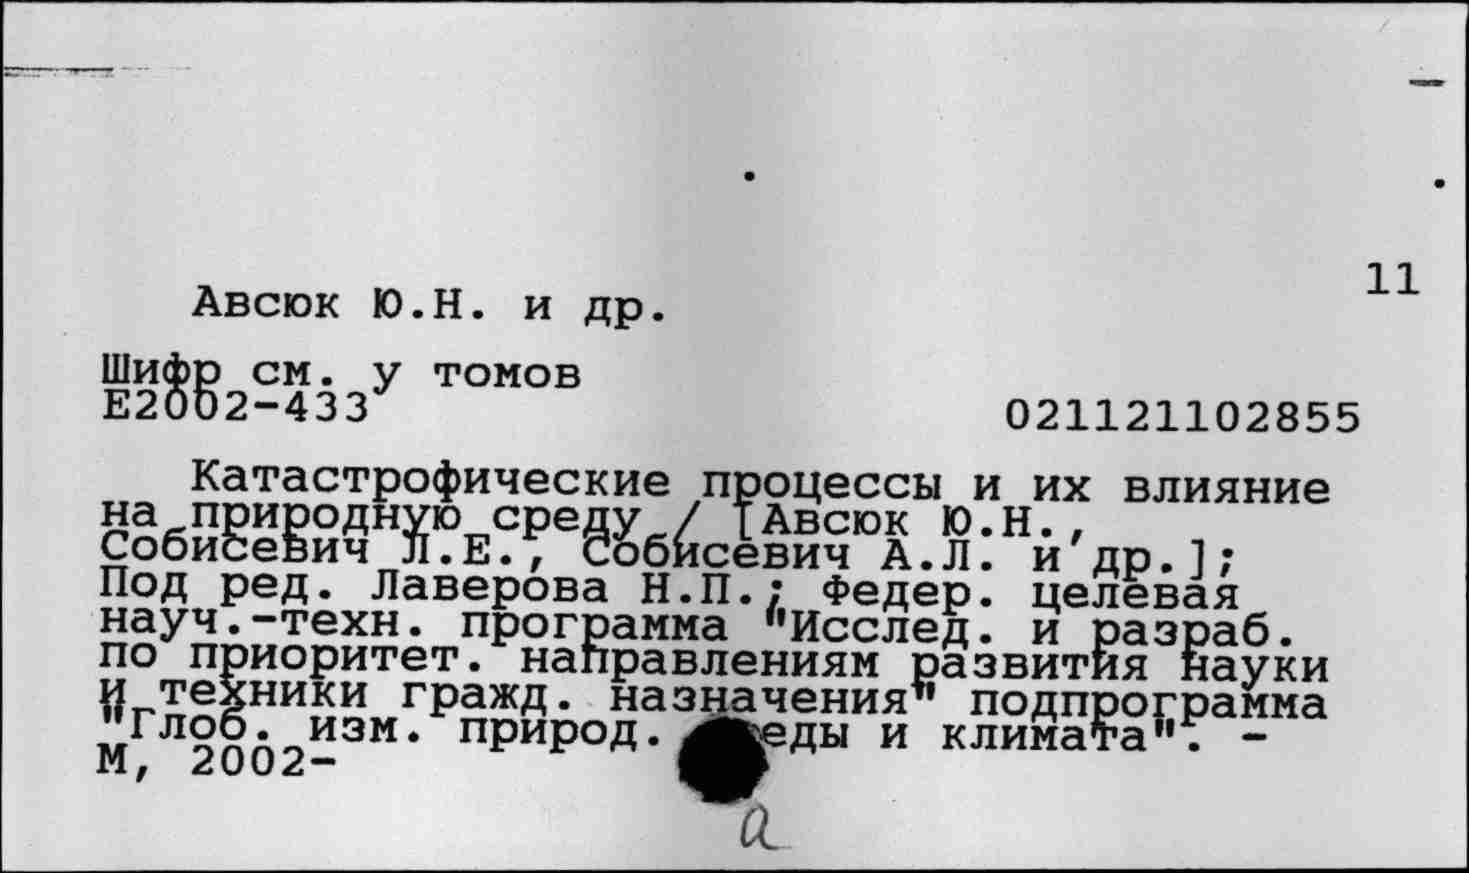 11
Авсюк Ю.Н. и др.
Шифр см. у томов
Е2002-433
021121102855
Катастрофические процессы и их влияние
на природную среду / [Авсюк Ю.Н.,
Собисевич Л.Е., Собисевич А.Л. и др.];
Под ред. Лаверова Н.П.; Федер. целевая
науч.-техн. программа "Исслед. и разраб.
по приоритет. направлениям развития науки
и техники гражд. назначения" подпрограмма
"Глоб. изм. природ. еды и климата". -
М, 2002-
а